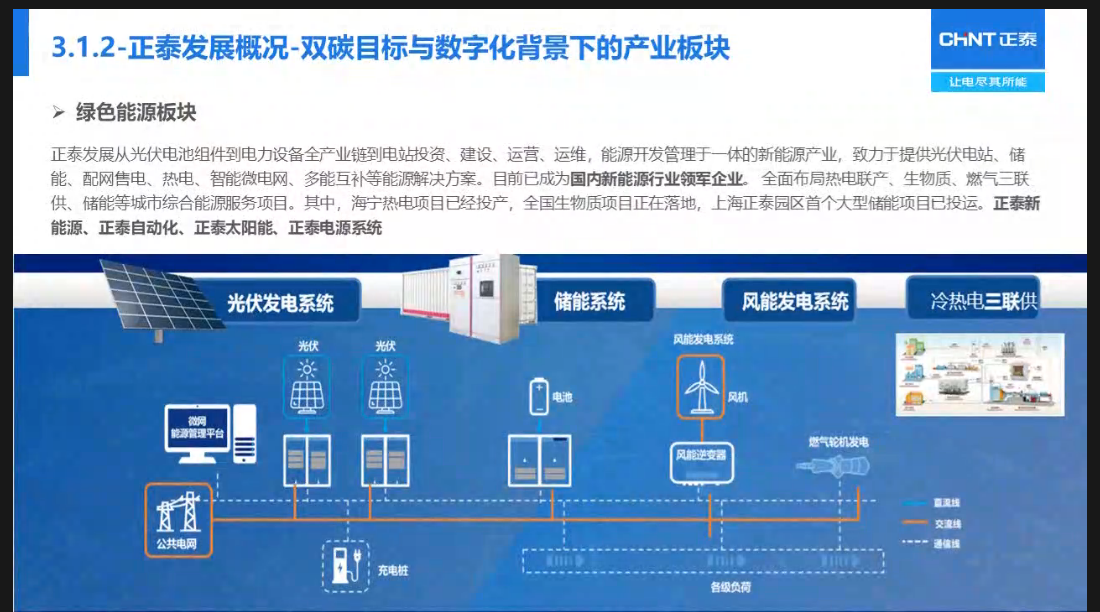 3.1.2-正泰发展概况-双碳目标与数字化背景下的产业板块
CHNT正泰
让电尽其所能
绿色能源板块
正泰发展从光伏电池组件到电力设备全产业链到电站投资、建设、运营、运维，能源开发管理于一体的新能源产业，致力于提供光伏电站、储
能、配网售电、热电、智能微电网、多能互补等能源解决方案。目前已成为国内新能源行业领军企业。 全面布局热电联产、生物质、燃气三联
供、储能等城市综合能源服务项目。其中，海宁热电项目已经投产，全国生物质项目正在落地，上海正泰园区首个大型储能项目已投运。正泰新
能源、正泰自动化、正泰太阳能、正泰电源系统
光伏发电系统
储能系统
风能发电系统
冷热电三联供
光伏
光伏
风能发电系统
电池
风机
微网
能源管理平台
风能逆变器
燃气轮机发电
直流线
交流线
通信线
公共电网
充电桩
各级负荷